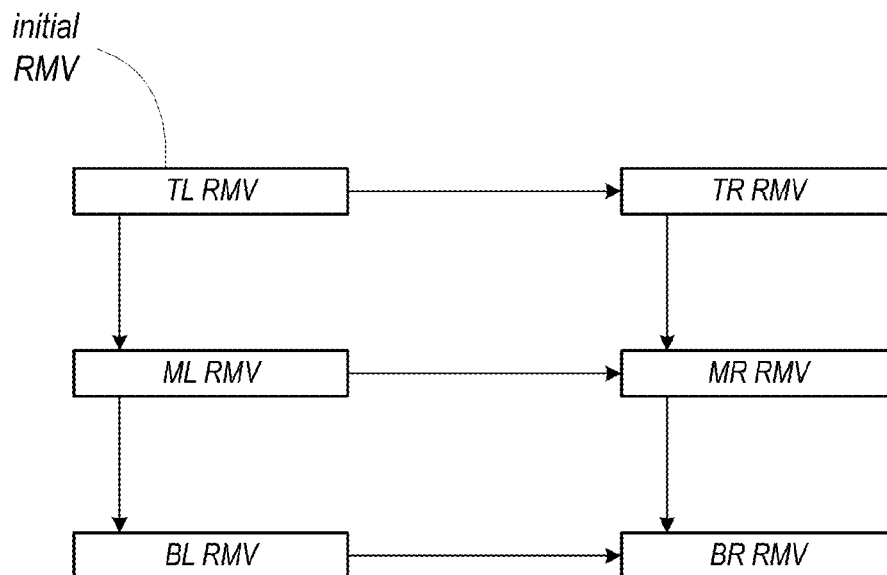 initial
RMV
TL RMV
TR RMV
ML RMV
MR RMV
BL RMV
BR RMV